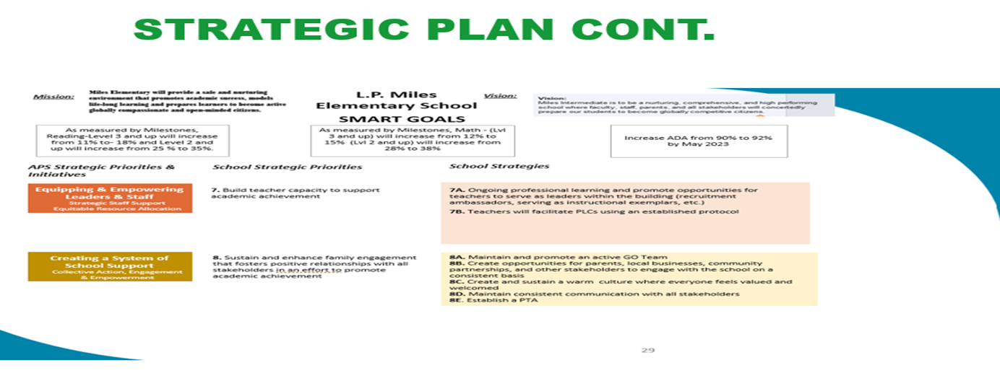 STRATEGIC PLAN CONT.
Mission:
Miles Elementary will provide a safe and nurturing
environment that promotes academic success, models
life-long learning and prepares learners to become active
globally compassionate and open-minded citizens.
L.P. Miles
Elementary School
SMART GOALS
Vision:
Vision:
Miles Intermediate is to be a nurturing, comprehensive, and high performing
school where faculty, staff, parents, and all stakeholders will concertedly
prepare our students to become globally competitive citizens.
As measured by Milestones,
Reading-Level 3 and up will increase
from 11% to- 18% and Level 2 and
up will increase from 25 % to 35%.
As measured by Milestones, Math - (Lvl
3 and up) will increase from 12% to
15% (Lvl 2 and up) will increase from
28% to 38%
Increase ADA from 90% to 92%
by May 2023
APS Strategic Priorities &
Initiatives
School Strategic Priorities
School Strategies
Equipping & Empowering
Leaders & Staff
Strategic Staff Support
Equitable Resource Allocation
7. Build teacher capacity to support
academic achievement
7A. Ongoing professional learning and promote opportunities for
teachers to serve as leaders within the building (recruitment
ambassadors, serving as instructional exemplars, etc.)
7B. Teachers will facilitate PLCs using an established protocol
Creating a System of
School Support
Collective Action, Engagement
& Empowerment
8. Sustain and enhance family engagement
that fosters positive relationships with all
stakeholders in an effort to promote
academic achievement
8A. Maintain and promote an active GO Team
8B. Create opportunities for parents, local businesses, community
partnerships, and other stakeholders to engage with the school on a
consistent basis
8C. Create and sustain a warm culture where everyone feels valued and
welcomed
8D. Maintain consistent communication with all stakeholders
8E. Establish a PTA
29